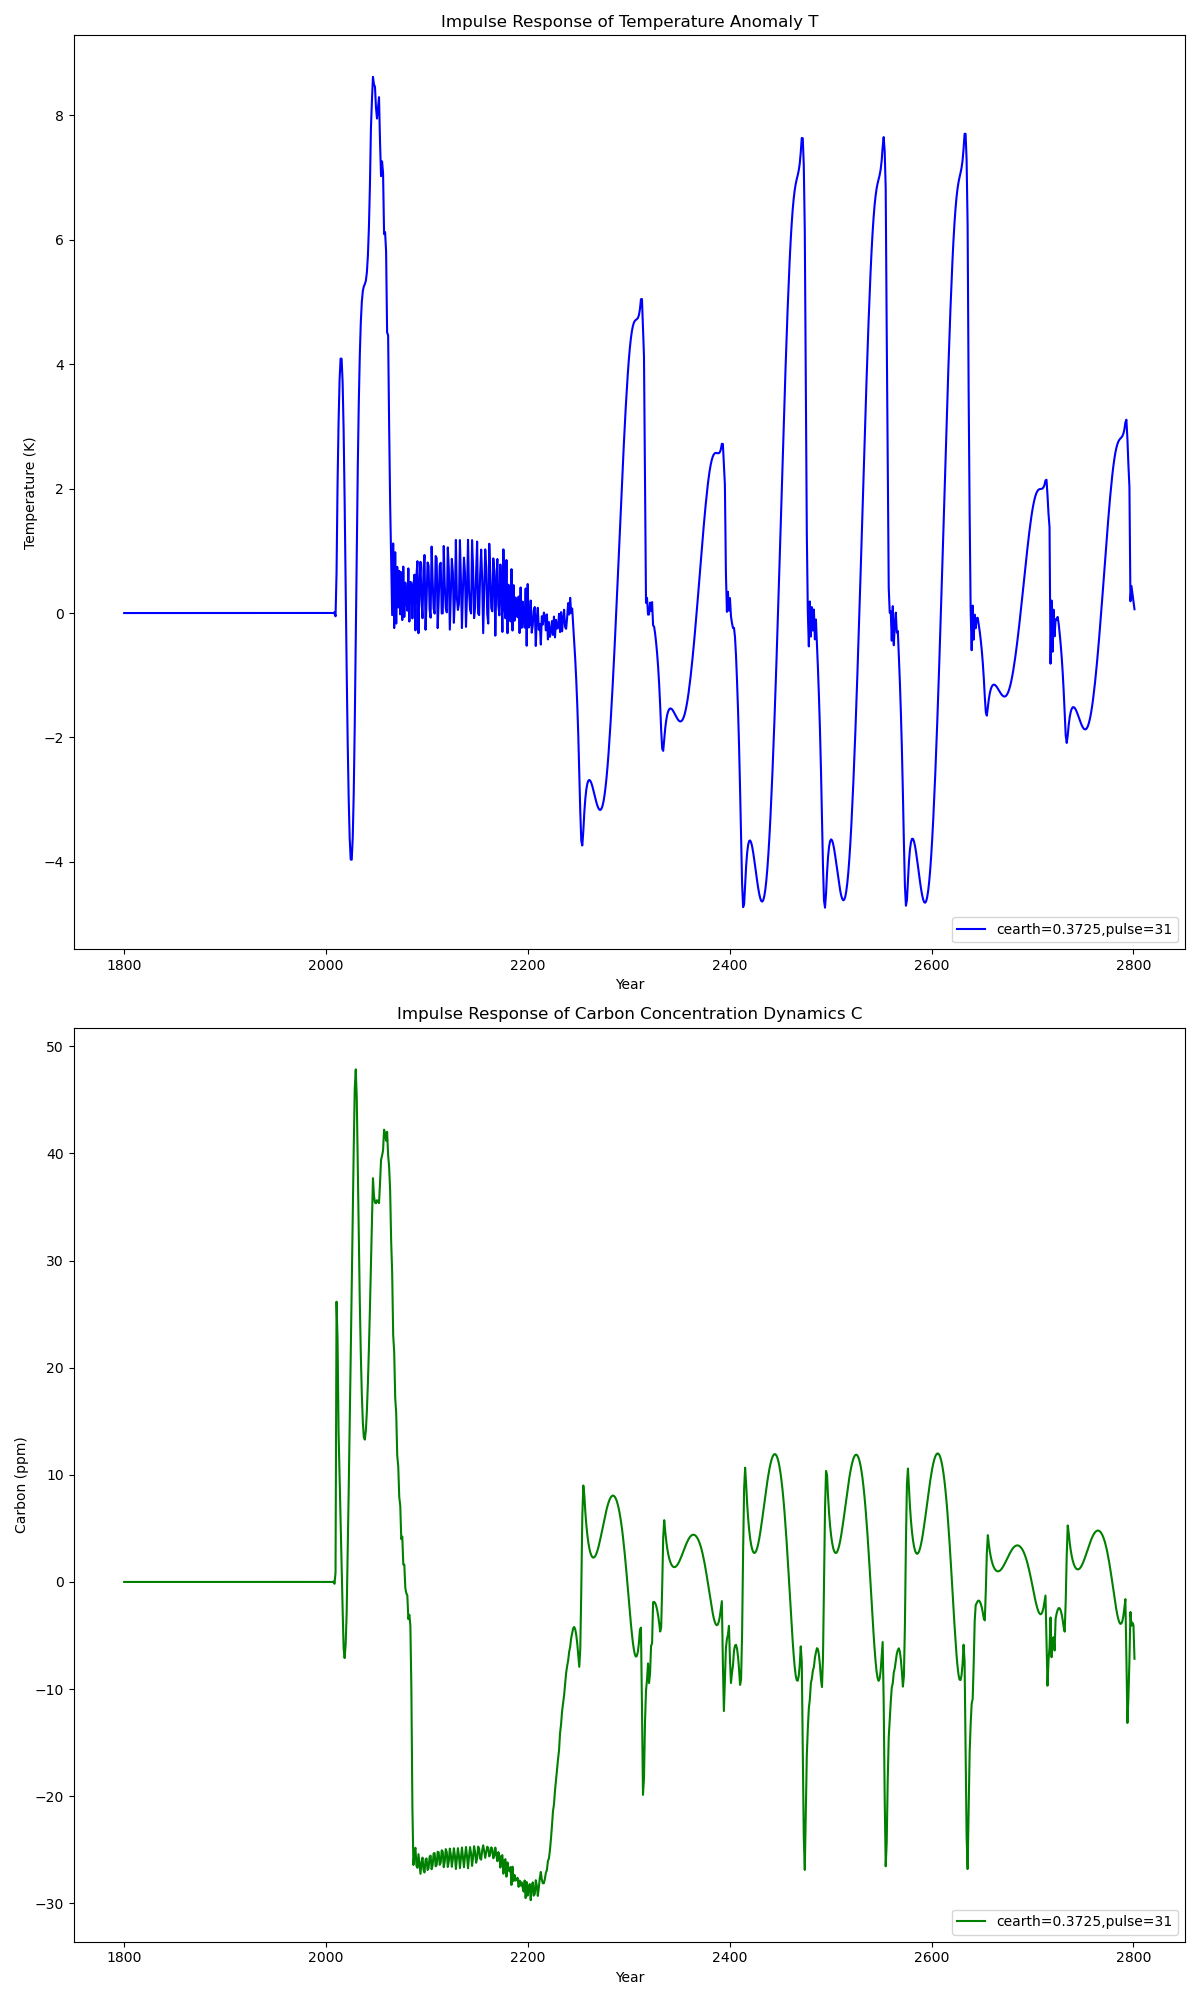 Impulse Response of Temperature Anomaly T
8
6
4
2
0
−2
−4
Temperature (K)
cearth=0.3725,pulse=31
1800 2000 2200 2400 2600 2800
Year
Impulse Response of Carbon Concentration Dynamics C
50
40
30
20
10
0
−10
−20
−30
Carbon (ppm)
cearth=0.3725,pulse=31
1800 2000 2200 2400 2600 2800
Year